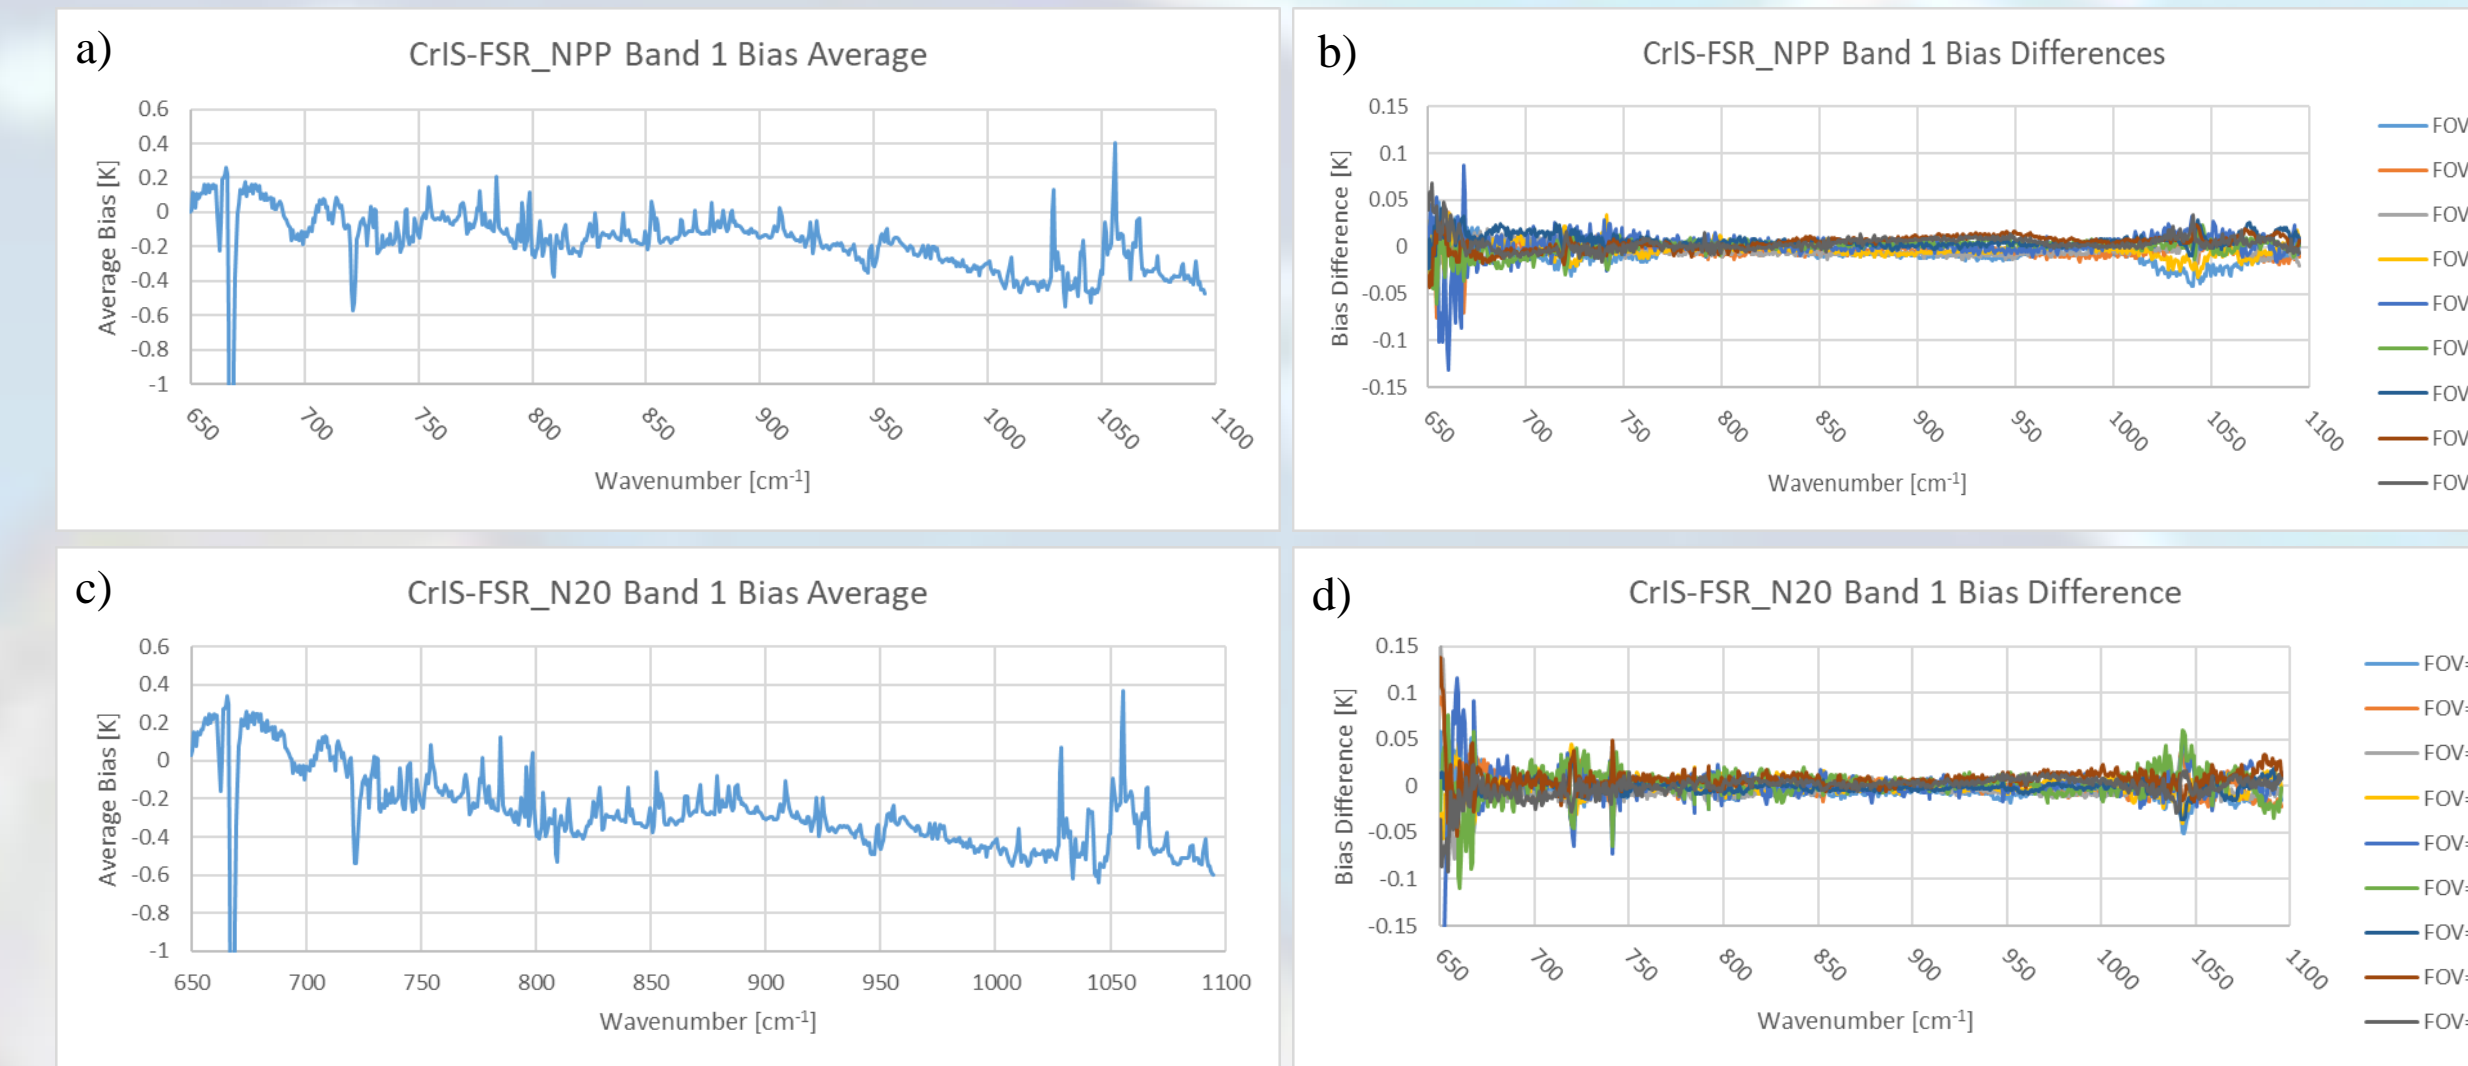 a)
CrIS-FSR_NPP Band 1 Bias Average
0.6
0.4
0.2
0
-0.2
-0.4
-0.6
-0.8
-1
Average Bias [K]
650 700 750 800 850 900 950 1000 1050 1100
Wavenumber [cm-1]
b)
CrIS-FSR_NPP Band 1 Bias Differences
0.15
0.1
0.05
0
-0.05
-0.1
-0.15
Bias Difference [K]
650 700 750 800 850 900 950 1000 1050 1100
Wavenumber [cm-1]
FOV
FOV
FOV
FOV
FOV
FOV
FOV
FOV
FOV
c)
CrIS-FSR_N20 Band 1 Bias Average
0.6
0.4
0.2
0
-0.2
-0.4
-0.6
-0.8
-1
Average Bias [K]
650 700 750 800 850 900 950 1000 1050 1100
Wavenumber [cm-1]
d)
CrIS-FSR_N20 Band 1 Bias Difference
0.15
0.1
0.05
0
-0.05
-0.1
-0.15
Bias Difference [K]
650 700 750 800 850 900 950 1000 1050 1100
Wavenumber [cm-1]
FOV=
FOV=
FOV=
FOV=
FOV=
FOV=
FOV=
FOV=
FOV=